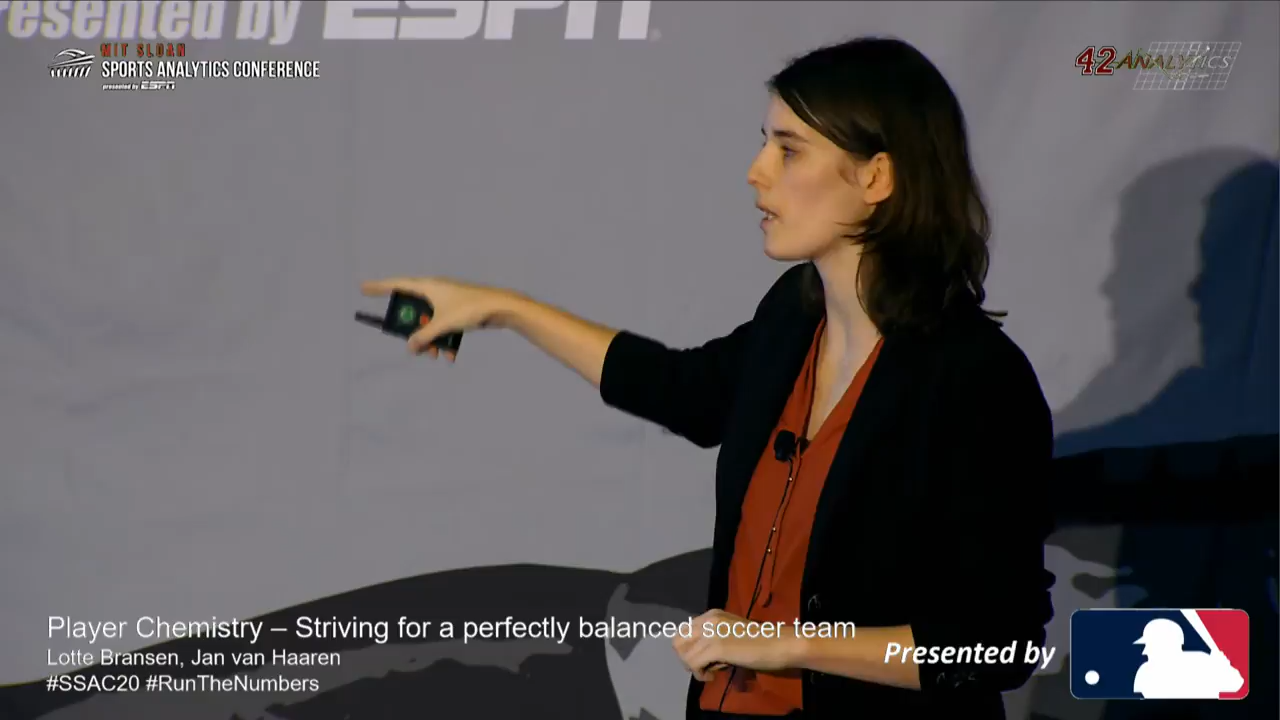 Presented by ESPN
MIT SLOAN
SPORTS ANALYTICS CONFERENCE
presented by ESPN
42 ANALYTICS
Player Chemistry – Striving for a perfectly balanced soccer team
Lotte Bransen, Jan van Haaren
#SSAC20 #RunTheNumbers
Presented by